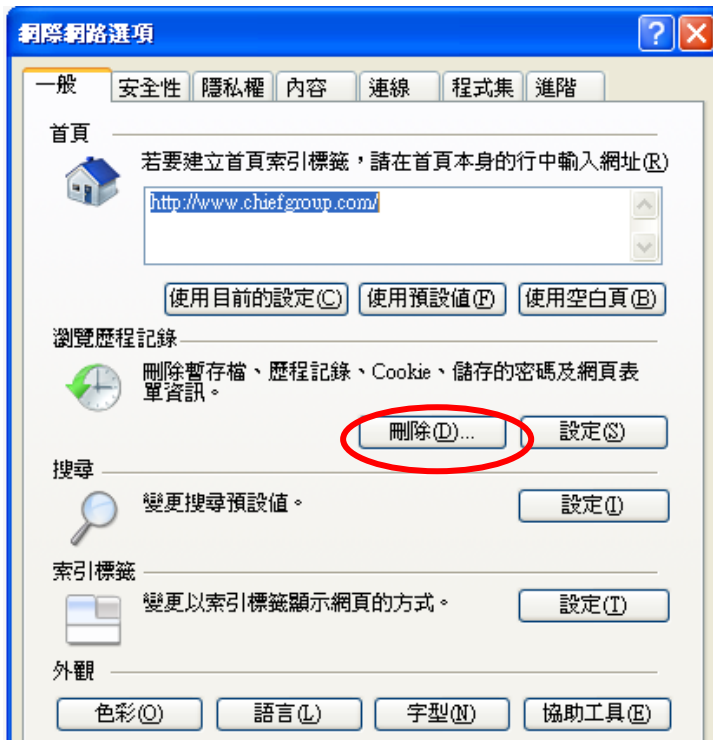 網際網路選項
一般 安全性 隱私權 內容 連線 程式集 進階
首頁
若要建立首頁索引標籤，請在首頁本身的行中輸入網址(R)
http://www.chiefgroup.com/
使用目前的設定(C) 使用預設值(F) 使用空白頁(B)
瀏覽歷程記錄
刪除暫存檔、歷程記錄、Cookie、儲存的密碼及網頁表
單資訊。
刪除(D)... 設定(S)
搜尋
變更搜尋預設值。 設定(I)
索引標籤
變更以索引標籤顯示網頁的方式。 設定(T)
外觀
色彩(O) 語言(L) 字型(N) 協助工具(E)